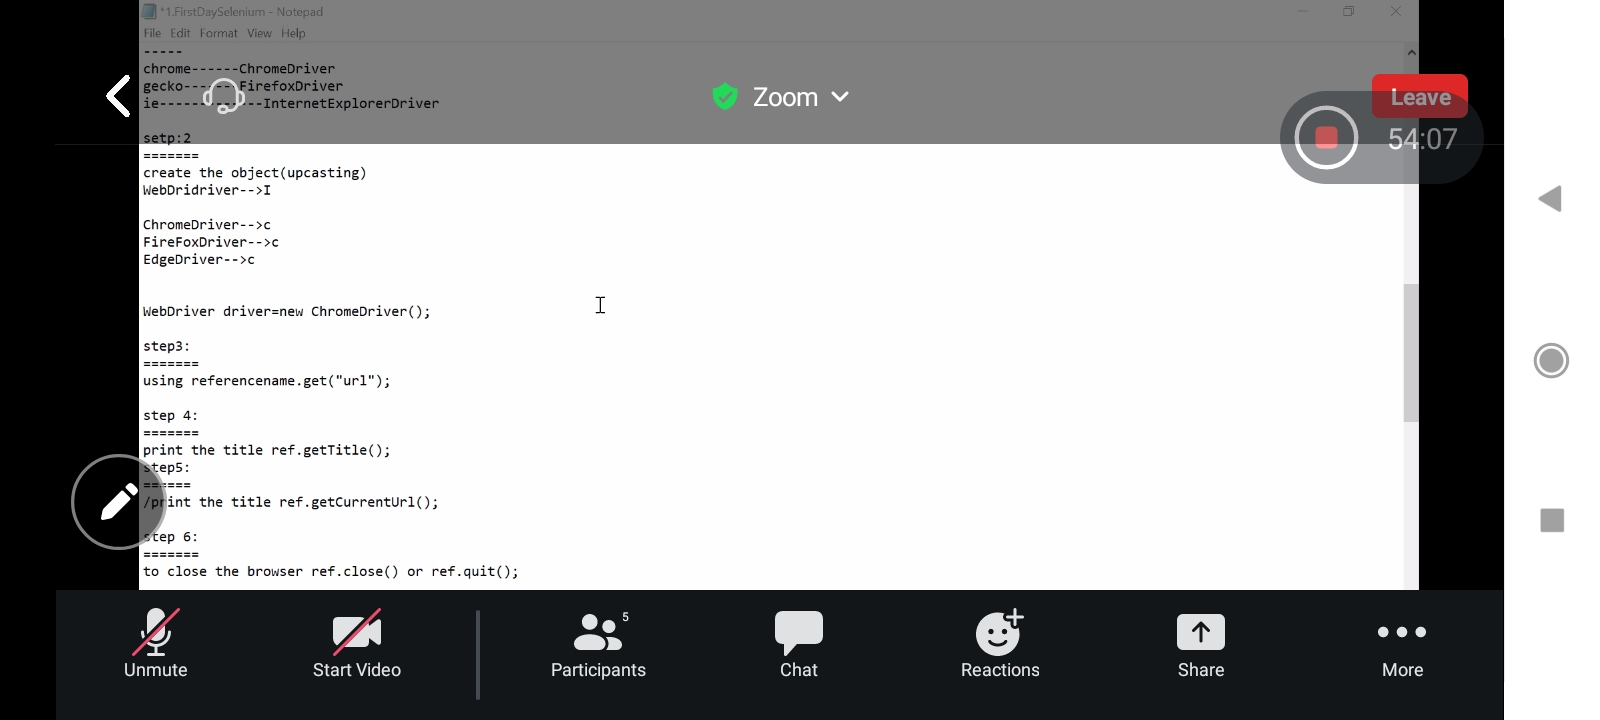 *1.FirstDaySelenium - Notepad
File Edit Format View Help
-----
chrome------ChromeDriver
gecko-------FirefoxDriver
ie-------------InternetExplorerDriver
Zoom
Leave
54:07
setp:2
=======
create the object(upcasting)
WebDridriver-->I
ChromeDriver-->c
FireFoxDriver-->c
EdgeDriver-->c
WebDriver driver=new ChromeDriver();
step3:
=======
using referencename.get("url");
step 4:
=======
print the title ref.getTitle();
step5:
======
/print the title ref.getCurrentUrl();
step 6:
=======
to close the browser ref.close() or ref.quit();
5
Unmute Start Video Participants Chat Reactions Share More